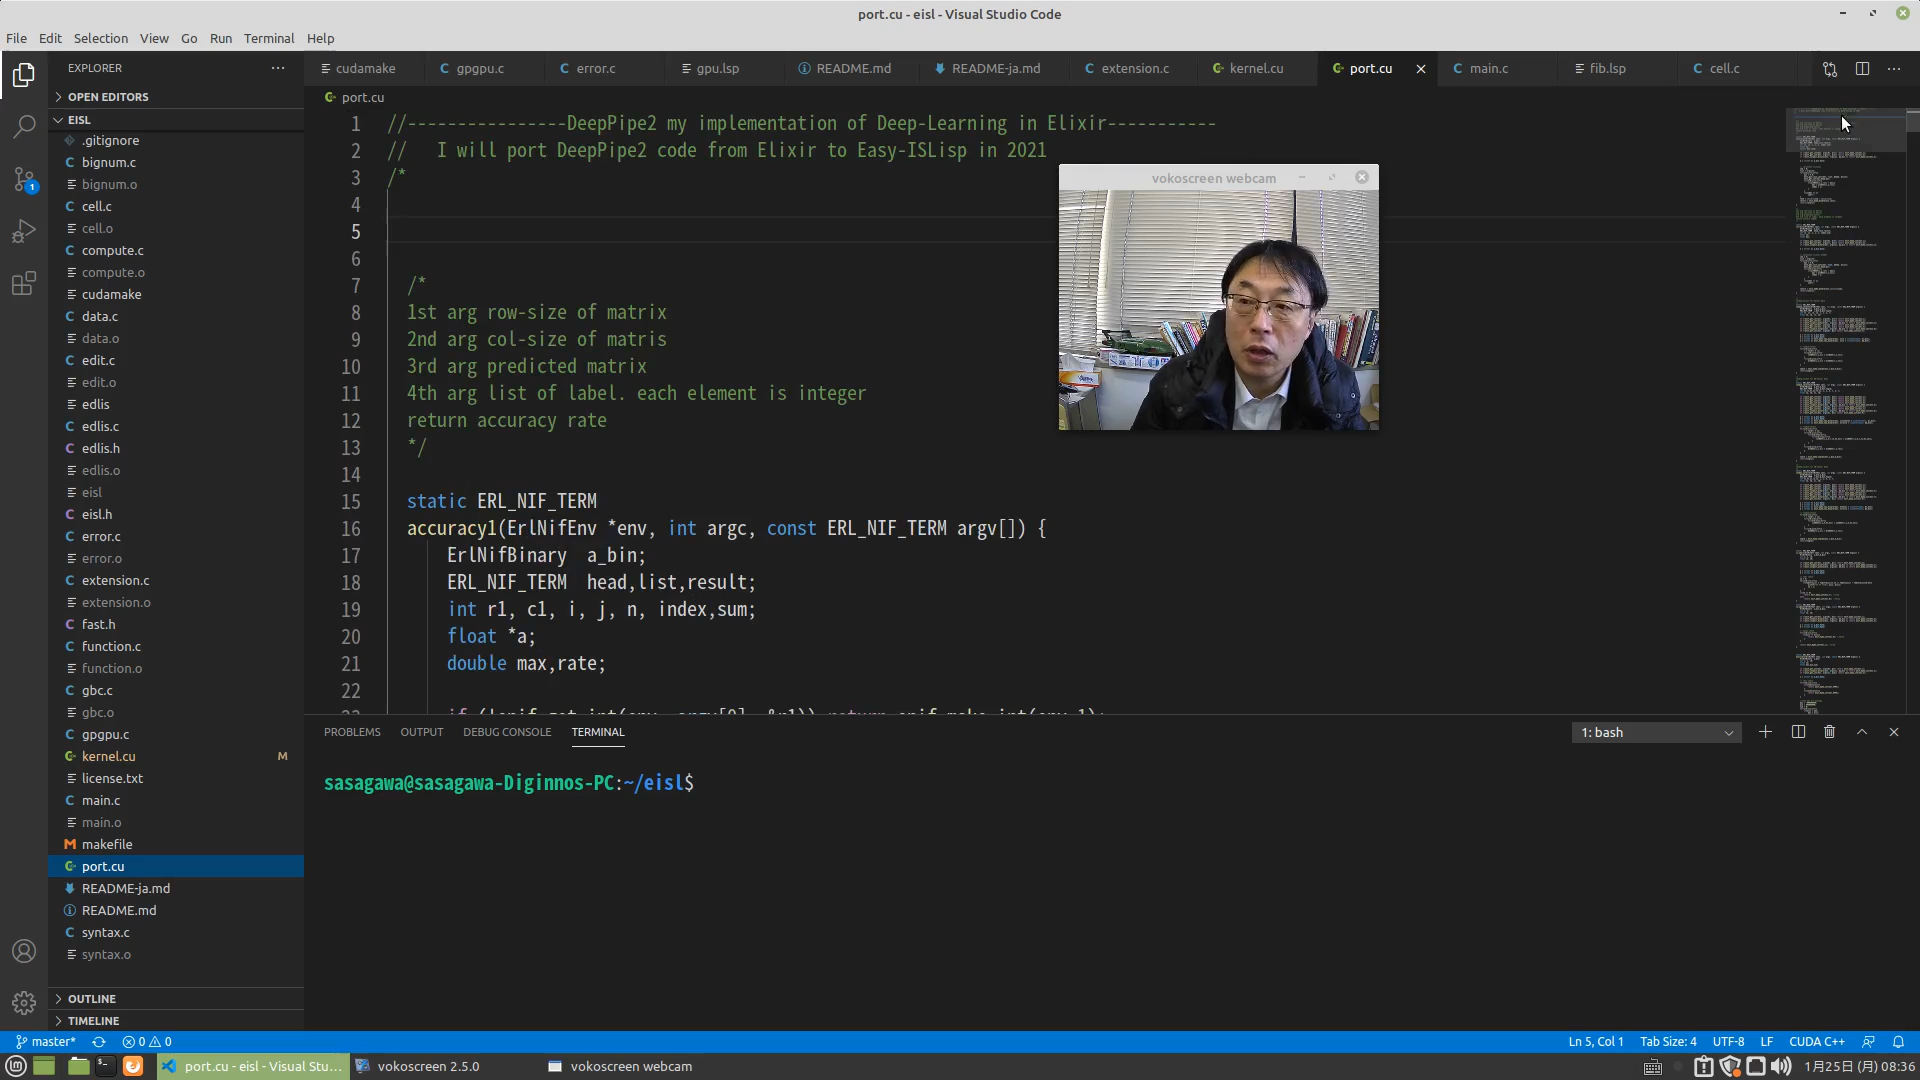 port.cu - eisl - Visual Studio Code
File Edit Selection View Go Run Terminal Help
EXPLORER
OPEN EDITORS
EISL
.gitignore
bignum.c
bignum.o
cell.c
cell.o
compute.c
compute.o
cudamake
data.c
data.o
edit.c
edit.o
edlis
edlis.c
edlis.h
edlis.o
eisl
eisl.h
error.c
error.o
extension.c
extension.o
fast.h
function.c
function.o
gbc.c
gbc.o
gpgpu.c
kernel.cu M
license.txt
main.c
main.o
makefile
port.cu
README-ja.md
README.md
syntax.c
syntax.o
OUTLINE
TIMELINE
cudamake gpgpu.c error.c gpu.lsp README.md README-ja.md extension.c kernel.cu port.cu main.c fib.lsp cell.c
port.cu
1 //----------------DeepPipe2 my implementation of Deep-Learning in Elixir-----------
2 //   I will port DeepPipe2 code from Elixir to Easy-ISLisp in 2021
3 /*
4
5
6
7 /*
8 1st arg row-size of matrix
9 2nd arg col-size of matris
10 3rd arg predicted matrix
11 4th arg list of label. each element is integer
12 return accuracy rate
13 */
14
15 static ERL_NIF_TERM
16 accuracy1(ErlNifEnv *env, int argc, const ERL_NIF_TERM argv[]) {
17 ErlNifBinary  a_bin;
18 ERL_NIF_TERM  head,list,result;
19 int r1, c1, i, j, n, index,sum;
20 float *a;
21 double max,rate;
22
vokoscreen webcam
PROBLEMS OUTPUT DEBUG CONSOLE TERMINAL
1: bash
sasagawa@sasagawa-Diginnos-PC:~/eisl$
1
master* 0 0
Ln 5, Col 1 Tab Size: 4 UTF-8 LF CUDA C++
port.cu - eisl - Visual Stu... vokoscreen 2.5.0 vokoscreen webcam
1月25日 (月) 08:36